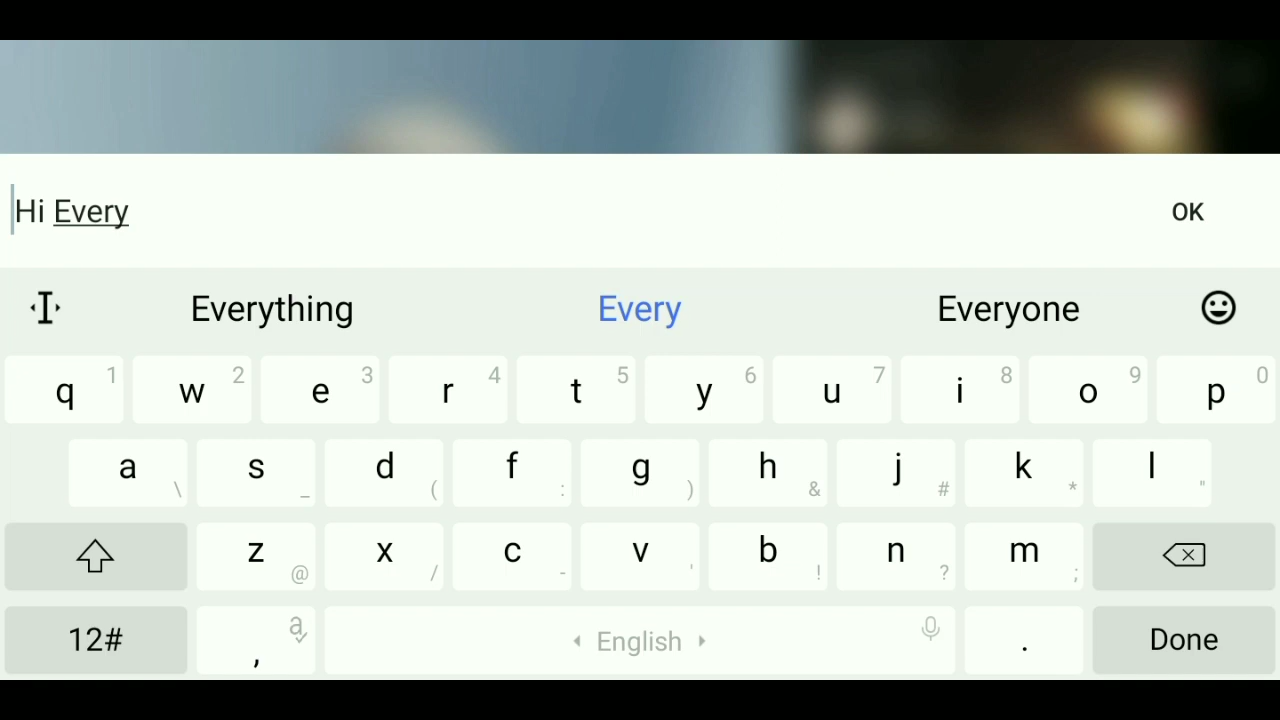 Hi Every
OK
Everything Every Everyone
q 1 w 2 e 3 r 4 t 5 y 6 u 7 i 8 o 9 p 0
a \ s _ d ( f : g ) h & j # k * l "
z @ x / c - v ' b ! n ? m ;
12# , a English . Done